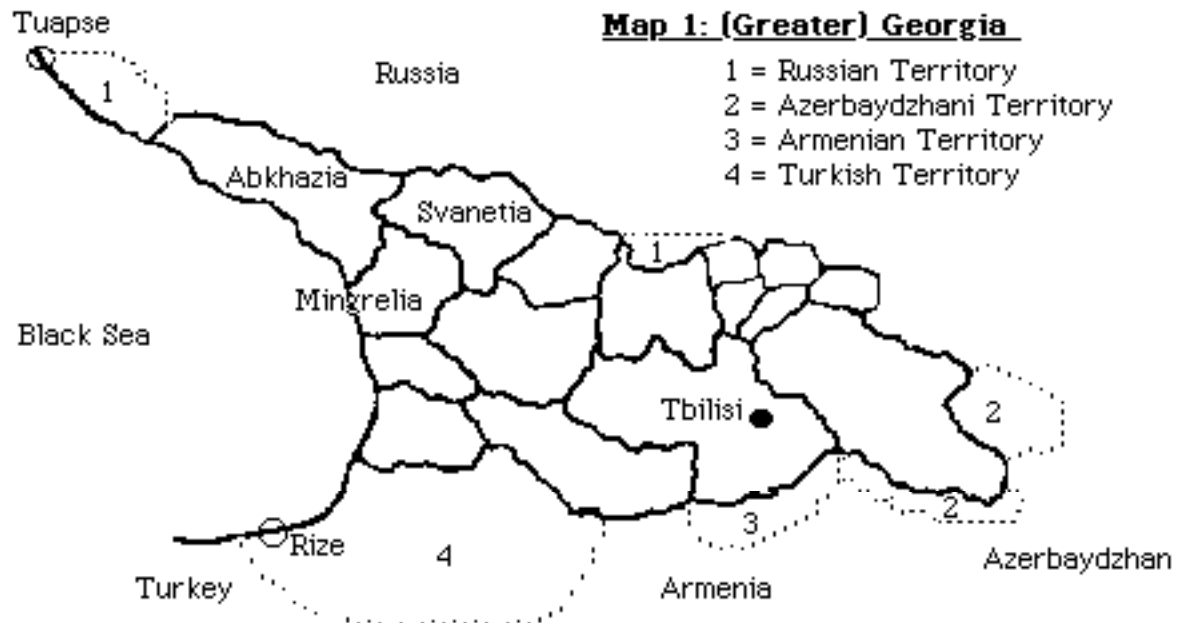 Tuapse
Map 1: (Greater) Georgia
1 = Russian Territory
2 = Azerbaydzhani Territory
3 = Armenian Territory
4 = Turkish Territory
Russia
1
Abkhazia
Svanetia
1
Mingrelia
Black Sea
Tbilisi
2
2
3
Rize
4
Azerbaydzhan
Turkey
Armenia